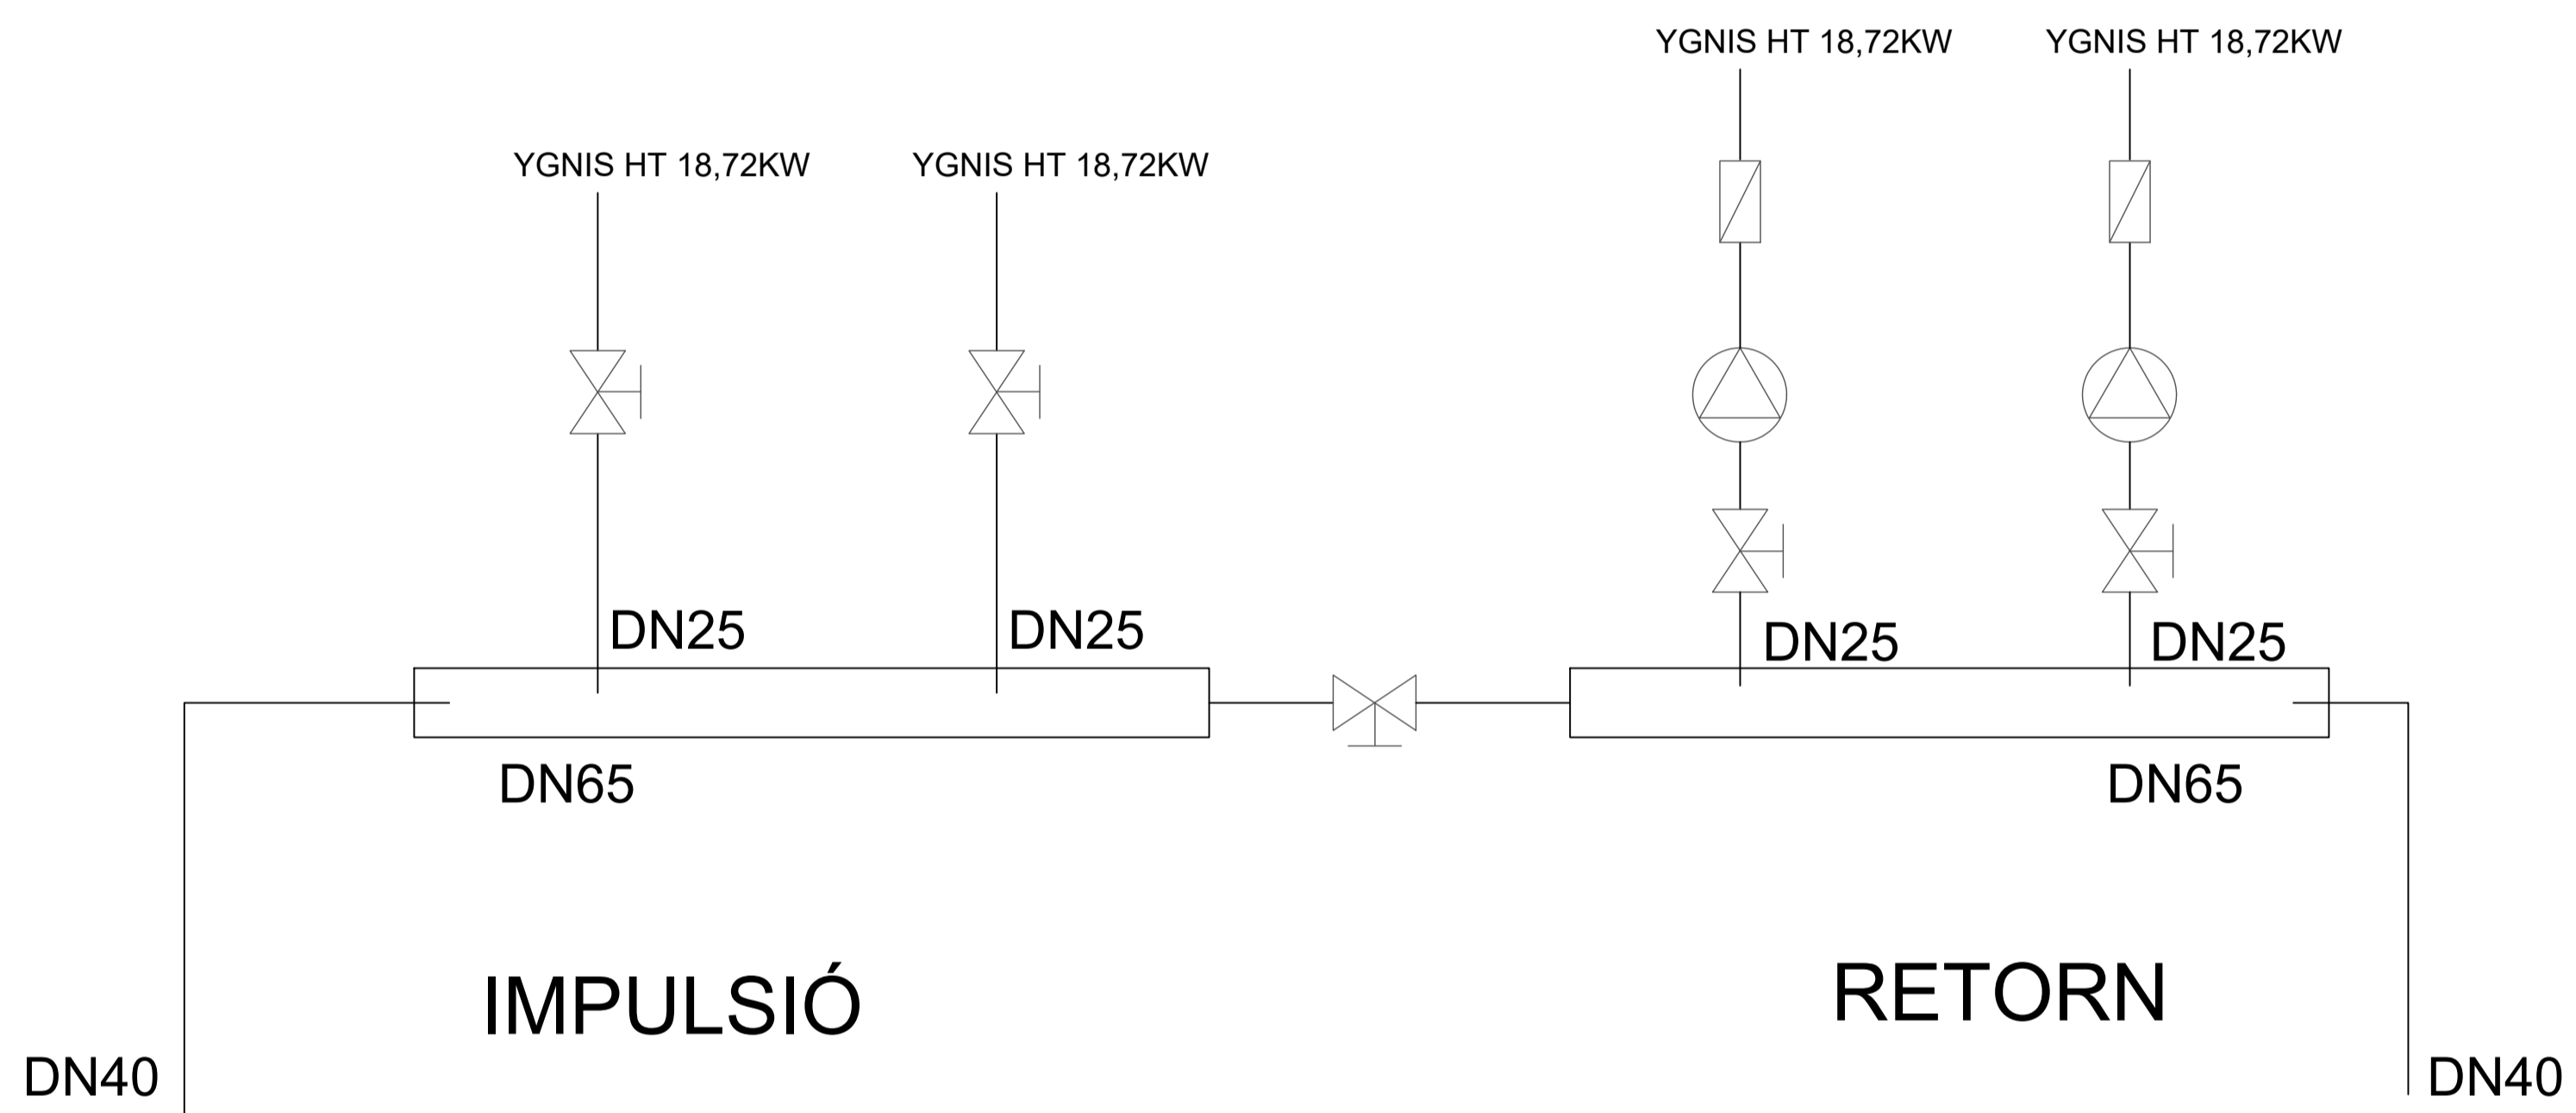 YGNIS HT 18,72KW
YGNIS HT 18,72KW
YGNIS HT 18,72KW
YGNIS HT 18,72KW
DN25
DN25
DN25
DN25
DN65
DN65
IMPULSIÓ
RETORN
DN40
DN40